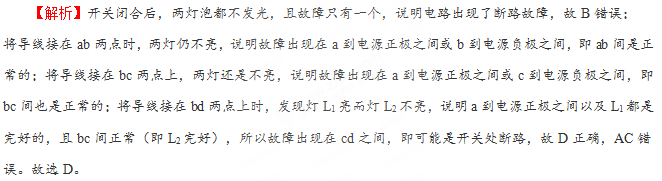 【解析】开关闭合后，两灯泡都不发光，且故障只有一个，说明电路出现了断路故障，故 B 错误；
将导线接在 ab 两点时，两灯仍不亮，说明故障出现在 a 到电源正极之间或 b 到电源负极之间，即 ab 间是正
常的；将导线接在 bc 两点上，两灯还是不亮，说明故障出现在 a 到电源正极之间或 c 到电源负极之间，即
bc 间也是正常的；将导线接在 bd 两点上时，发现灯 L₁ 亮而灯 L₂ 不亮，说明 a 到电源正极之间以及 L₁ 都是
完好的，且 bc 间正常（即 L₂ 完好），所以故障出现在 cd 之间，即可能是开关处断路，故 D 正确，AC 错
误。故选 D。